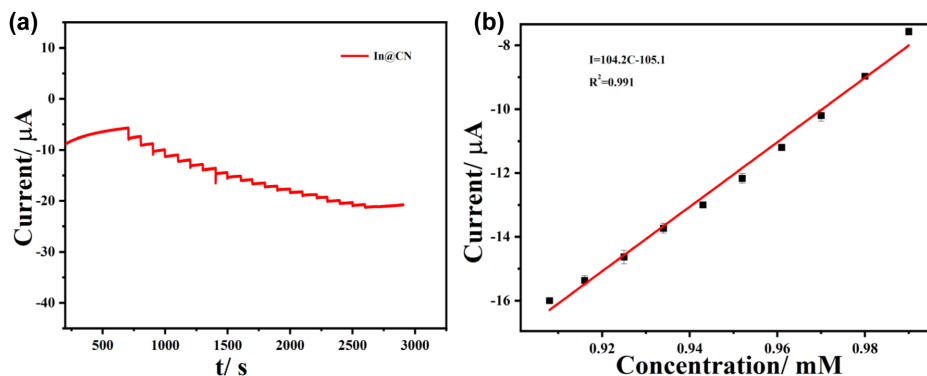 (a)
10
0
-10
-20
-30
-40
500
1000
1500
2000
2500
3000
Current/ μA
t/ s
In@CN
(b)
-8
-10
-12
-14
-16
0.92
0.94
0.96
0.98
Current/ μA
Concentration/ mM
I=104.2C-105.1
R²=0.991